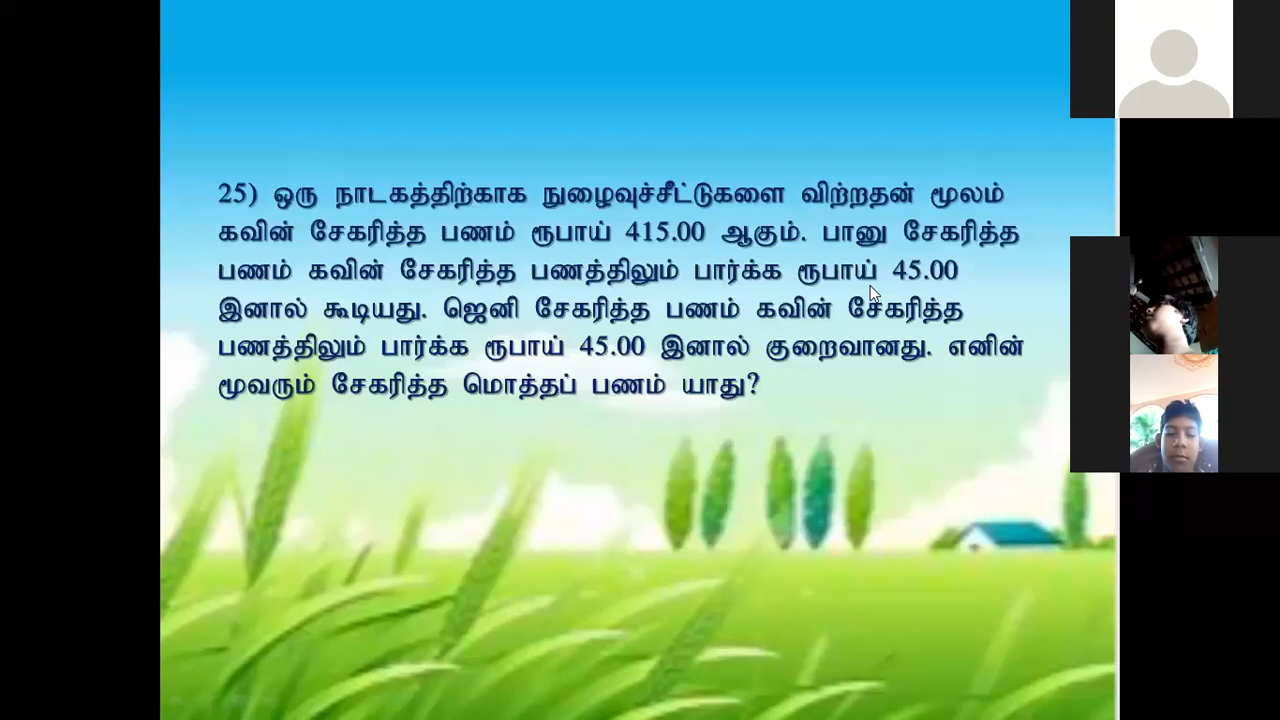 25) ஒரு நாடகத்திற்காக நுழைவுச்சீட்டுகளை விற்றதன் மூலம்
கவின் சேகரித்த பணம் ரூபாய் 415.00 ஆகும். பானு சேகரித்த
பணம் கவின் சேகரித்த பணத்திலும் பார்க்க ரூபாய் 45.00
இனால் கூடியது. ஜெனி சேகரித்த பணம் கவின் சேகரித்த
பணத்திலும் பார்க்க ரூபாய் 45.00 இனால் குறைவானது. எனின்
மூவரும் சேகரித்த மொத்தப் பணம் யாது?